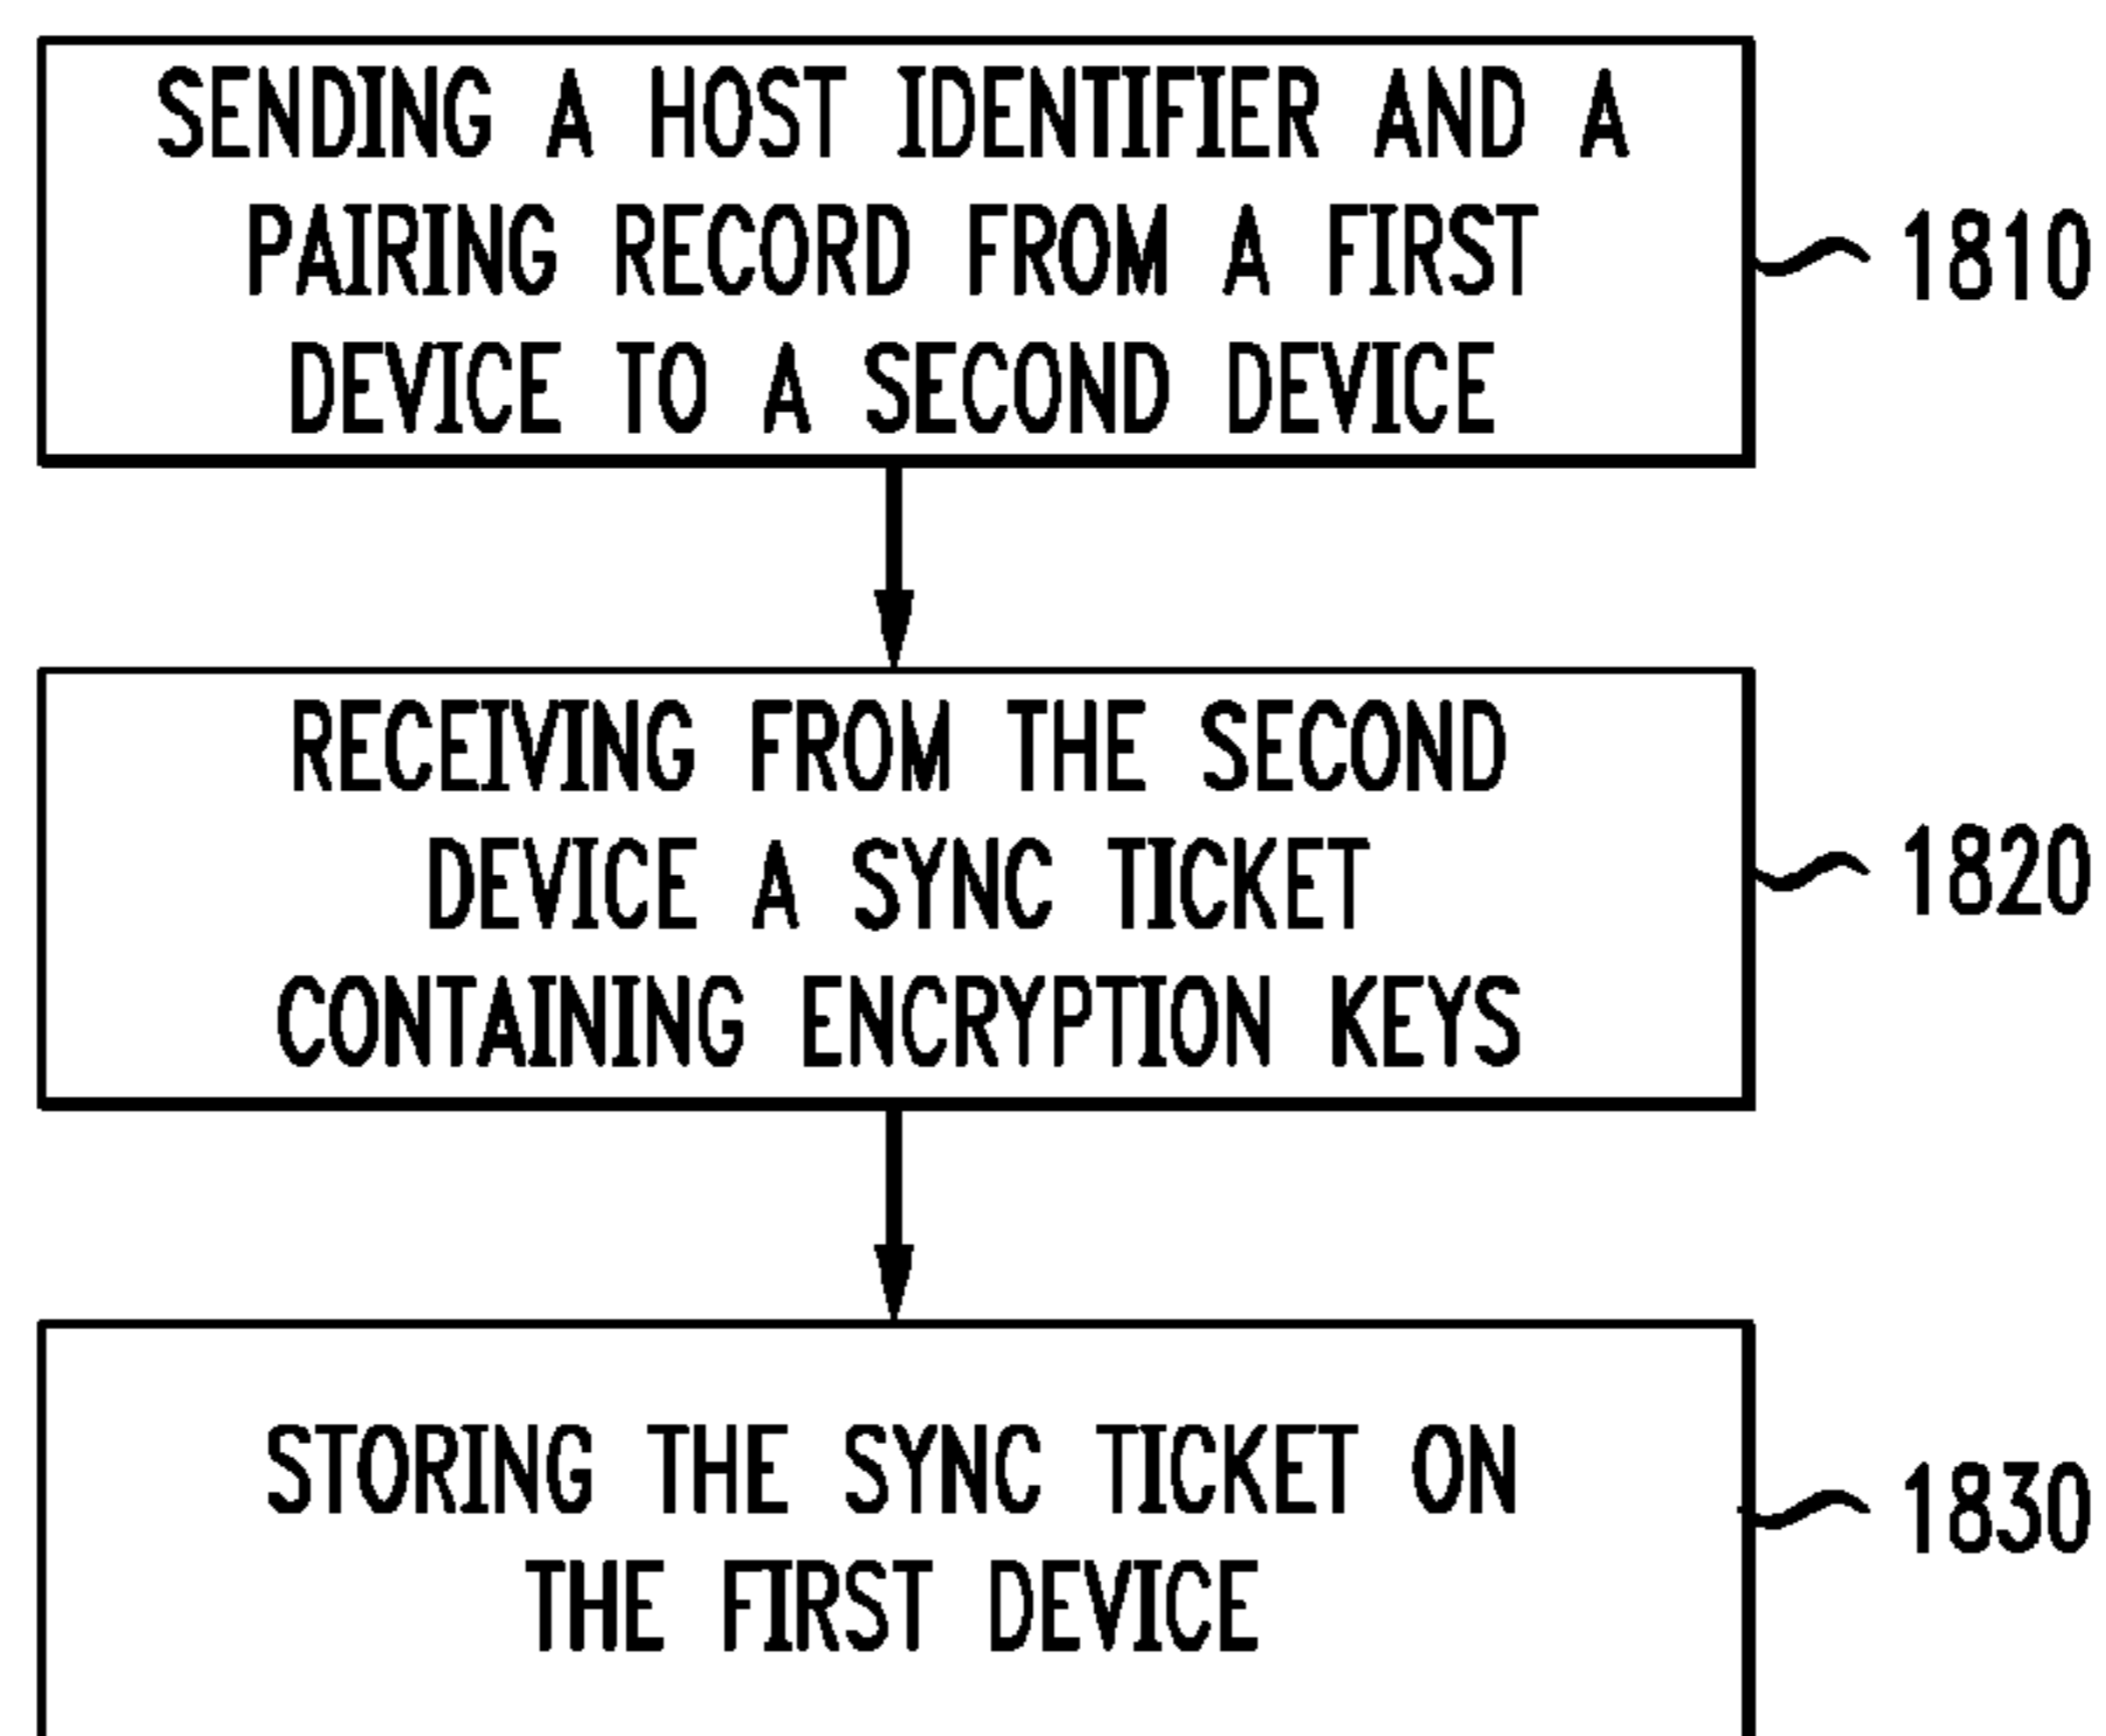 SENDING A HOST IDENTIFIER AND A
PAIRING RECORD FROM A FIRST
DEVICE TO A SECOND DEVICE
1810
RECEIVING FROM THE SECOND
DEVICE A SYNC TICKET
CONTAINING ENCRYPTION KEYS
1820
STORING THE SYNC TICKET ON
THE FIRST DEVICE
1830